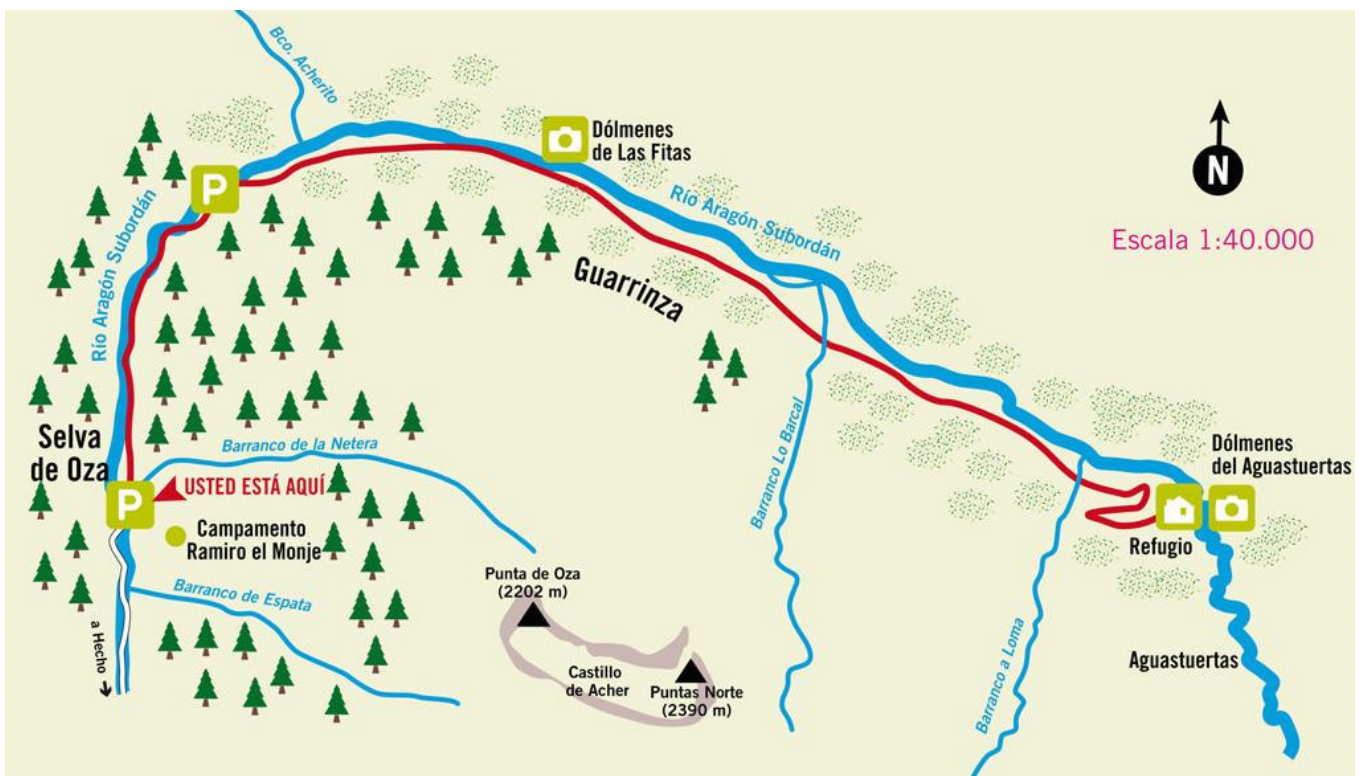 Bco. Acherito
P
Dólmenes
de Las Fitas
N
Escala 1:40.000
Río Aragón Subordán
Río Aragón Subordán
Guarrinza
Selva
de Oza
Barranco de la Netera
P
USTED ESTÁ AQUÍ
Campamento
Ramiro el Monje
Barranco de Espata
a Hecho
Punta de Oza
(2202 m)
Castillo
de Acher
Puntas Norte
(2390 m)
Barranco Lo Barcal
Barranco a Loma
Dólmenes
del Aguastuertas
Refugio
Aguastuertas